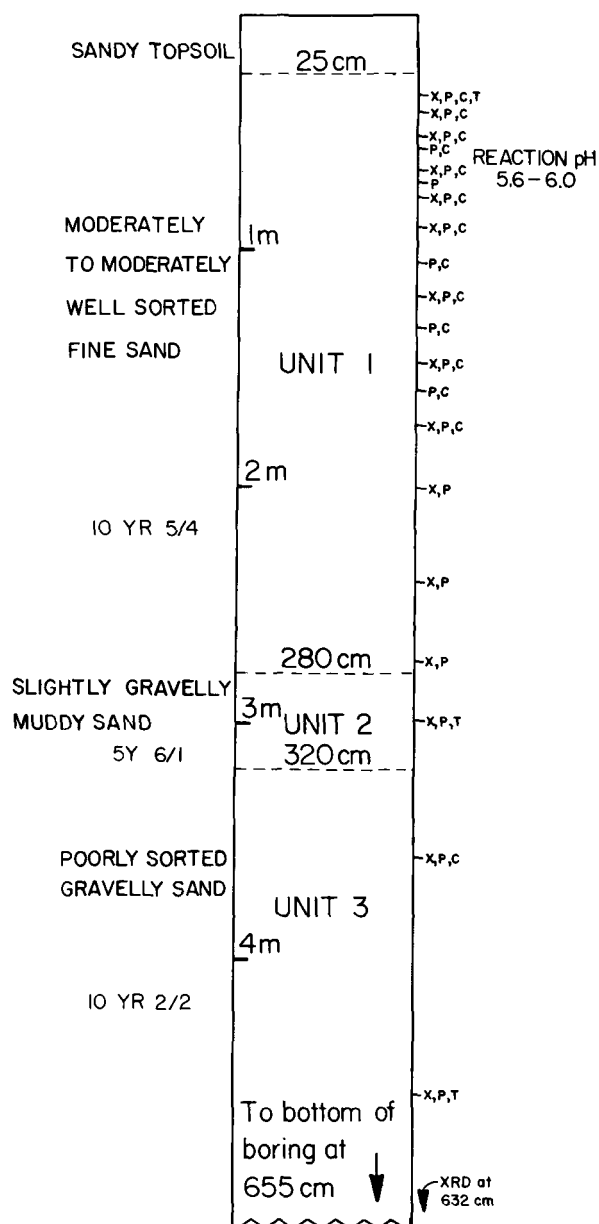 SANDY TOPSOIL
25 cm
X,P,C,T
X,P,C
X,P,C
P,C
REACTION pH
5.6 – 6.0
X,P,C
P
X,P,C
MODERATELY
X,P,C
1m
TO MODERATELY
P,C
WELL SORTED
X,P,C
P,C
FINE SAND
UNIT 1
X,P,C
P,C
X,P,C
2m
X,P
10 YR 5/4
X,P
280 cm
X,P
SLIGHTLY GRAVELLY
3m
MUDDY SAND
UNIT 2
X,P,T
5Y 6/1
320 cm
POORLY SORTED
X,P,C
GRAVELLY SAND
UNIT 3
4m
10 YR 2/2
X,P,T
To bottom of
boring at
655 cm
XRD at
632 cm